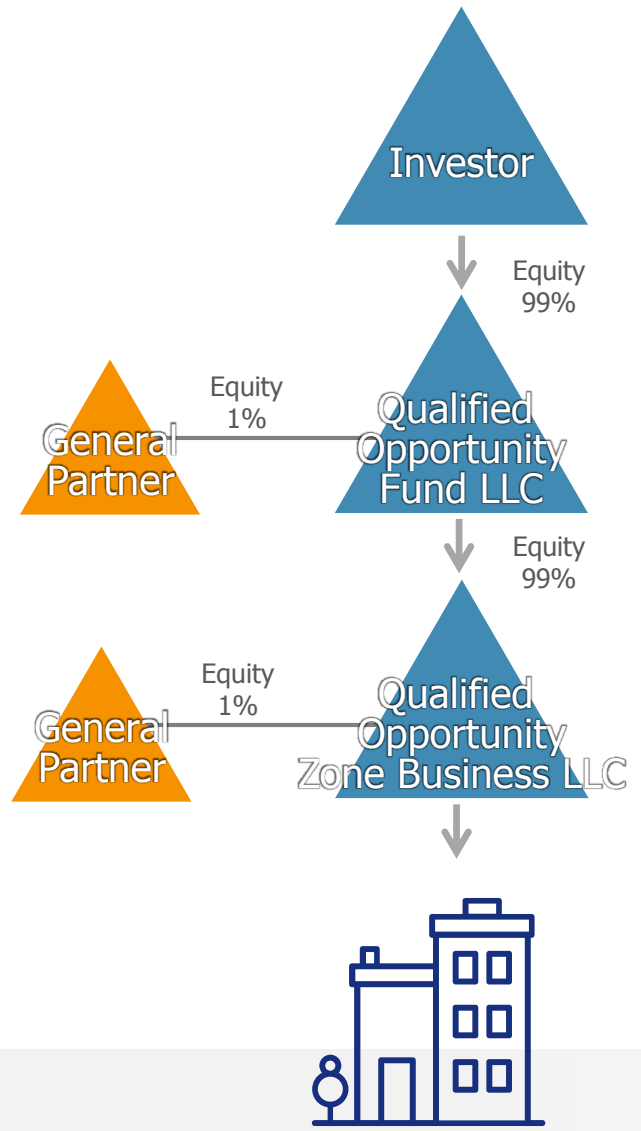 Investor
Equity
99%
Equity
1%
General
Partner
Qualified
Opportunity
Fund LLC
Equity
99%
Equity
1%
General
Partner
Qualified
Opportunity
Zone Business LLC